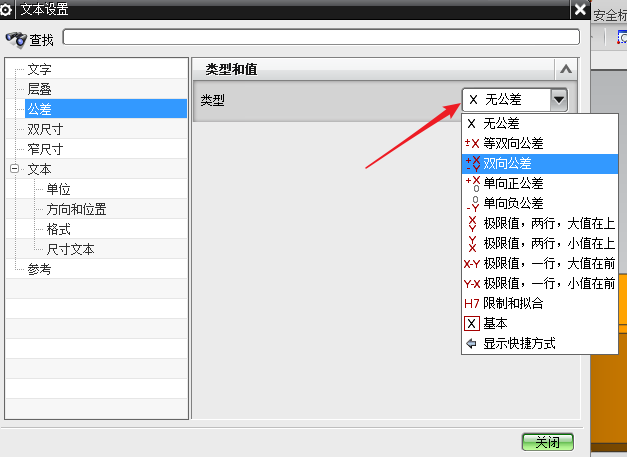 文本设置
安全标
查找
文字
层叠
公差
双尺寸
窄尺寸
文本
单位
方向和位置
格式
尺寸文本
参考
类型和值
类型
X 无公差
X 无公差
±X 等双向公差
+X -Y 双向公差
+X 0 单向正公差
0 -Y 单向负公差
X Y 极限值，两行，大值在上
Y X 极限值，两行，小值在上
X-Y 极限值，一行，大值在前
Y-X 极限值，一行，小值在前
H7 限制和拟合
X 基本
显示快捷方式
关闭